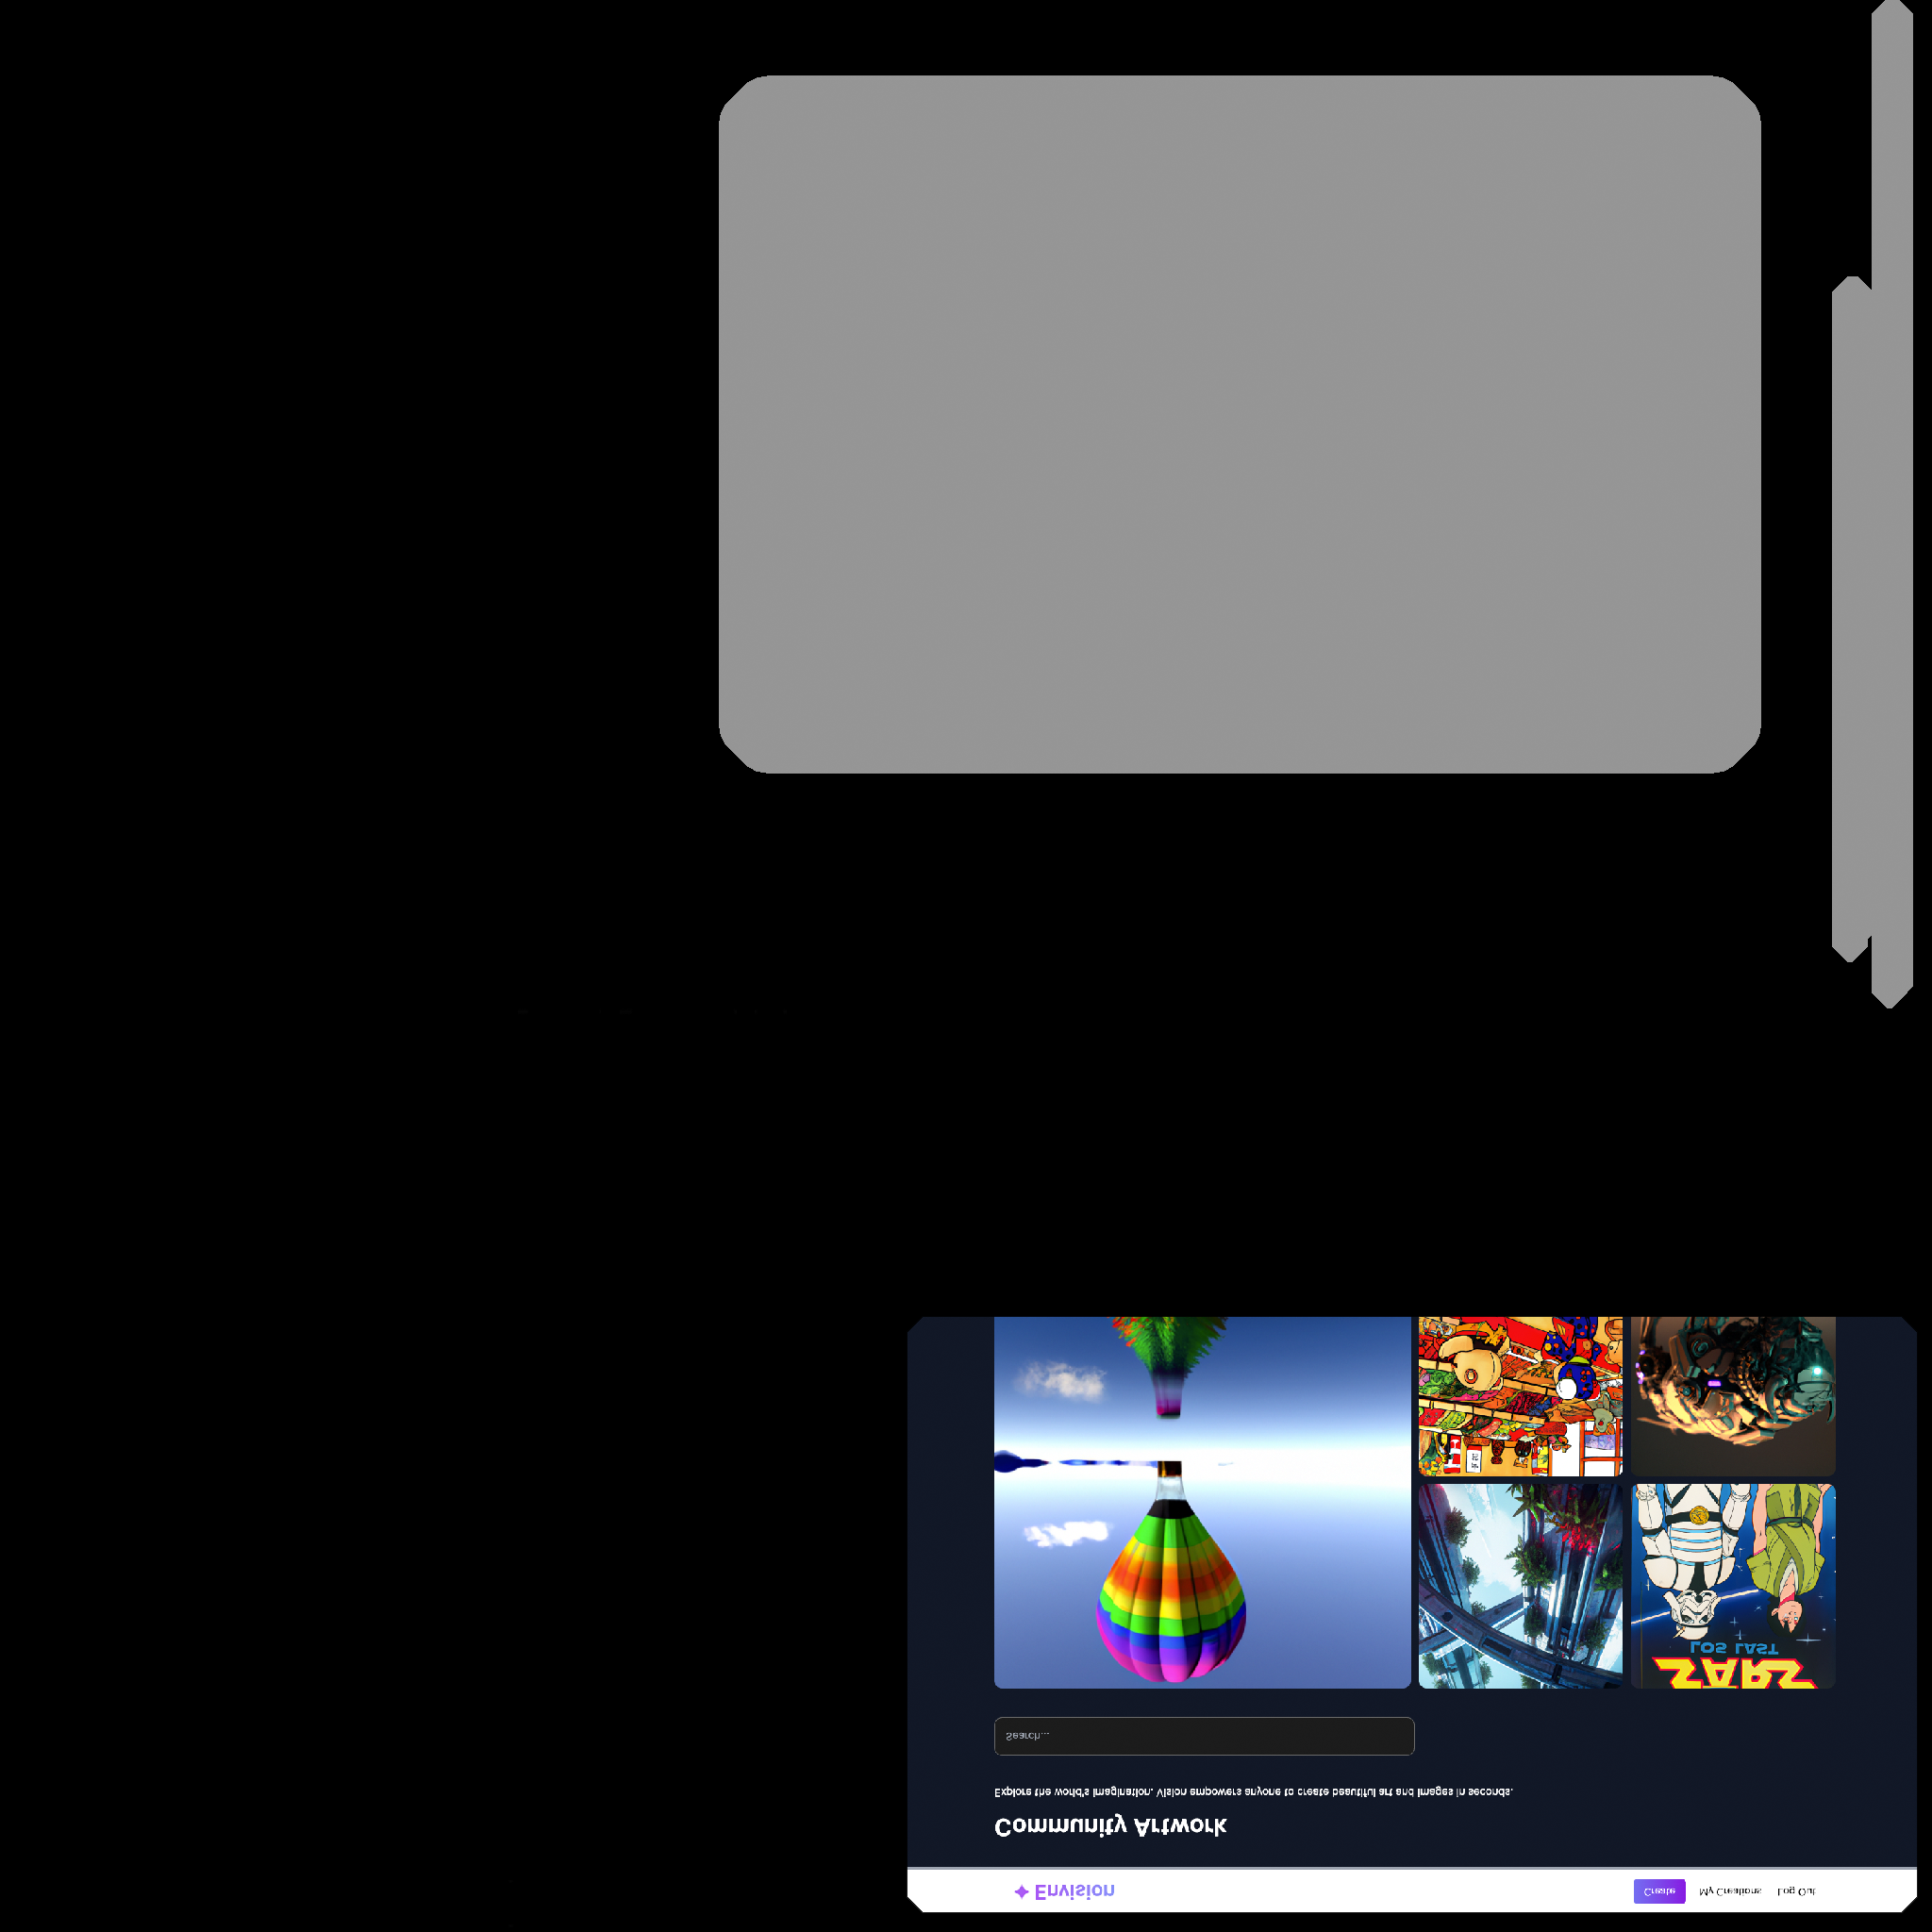 Envision
Create My Creations Log Out
Community Artwork
Explore the world's imagination. Vision empowers anyone to create beautiful art and images in seconds.
Search...
SARS
LOS LAST